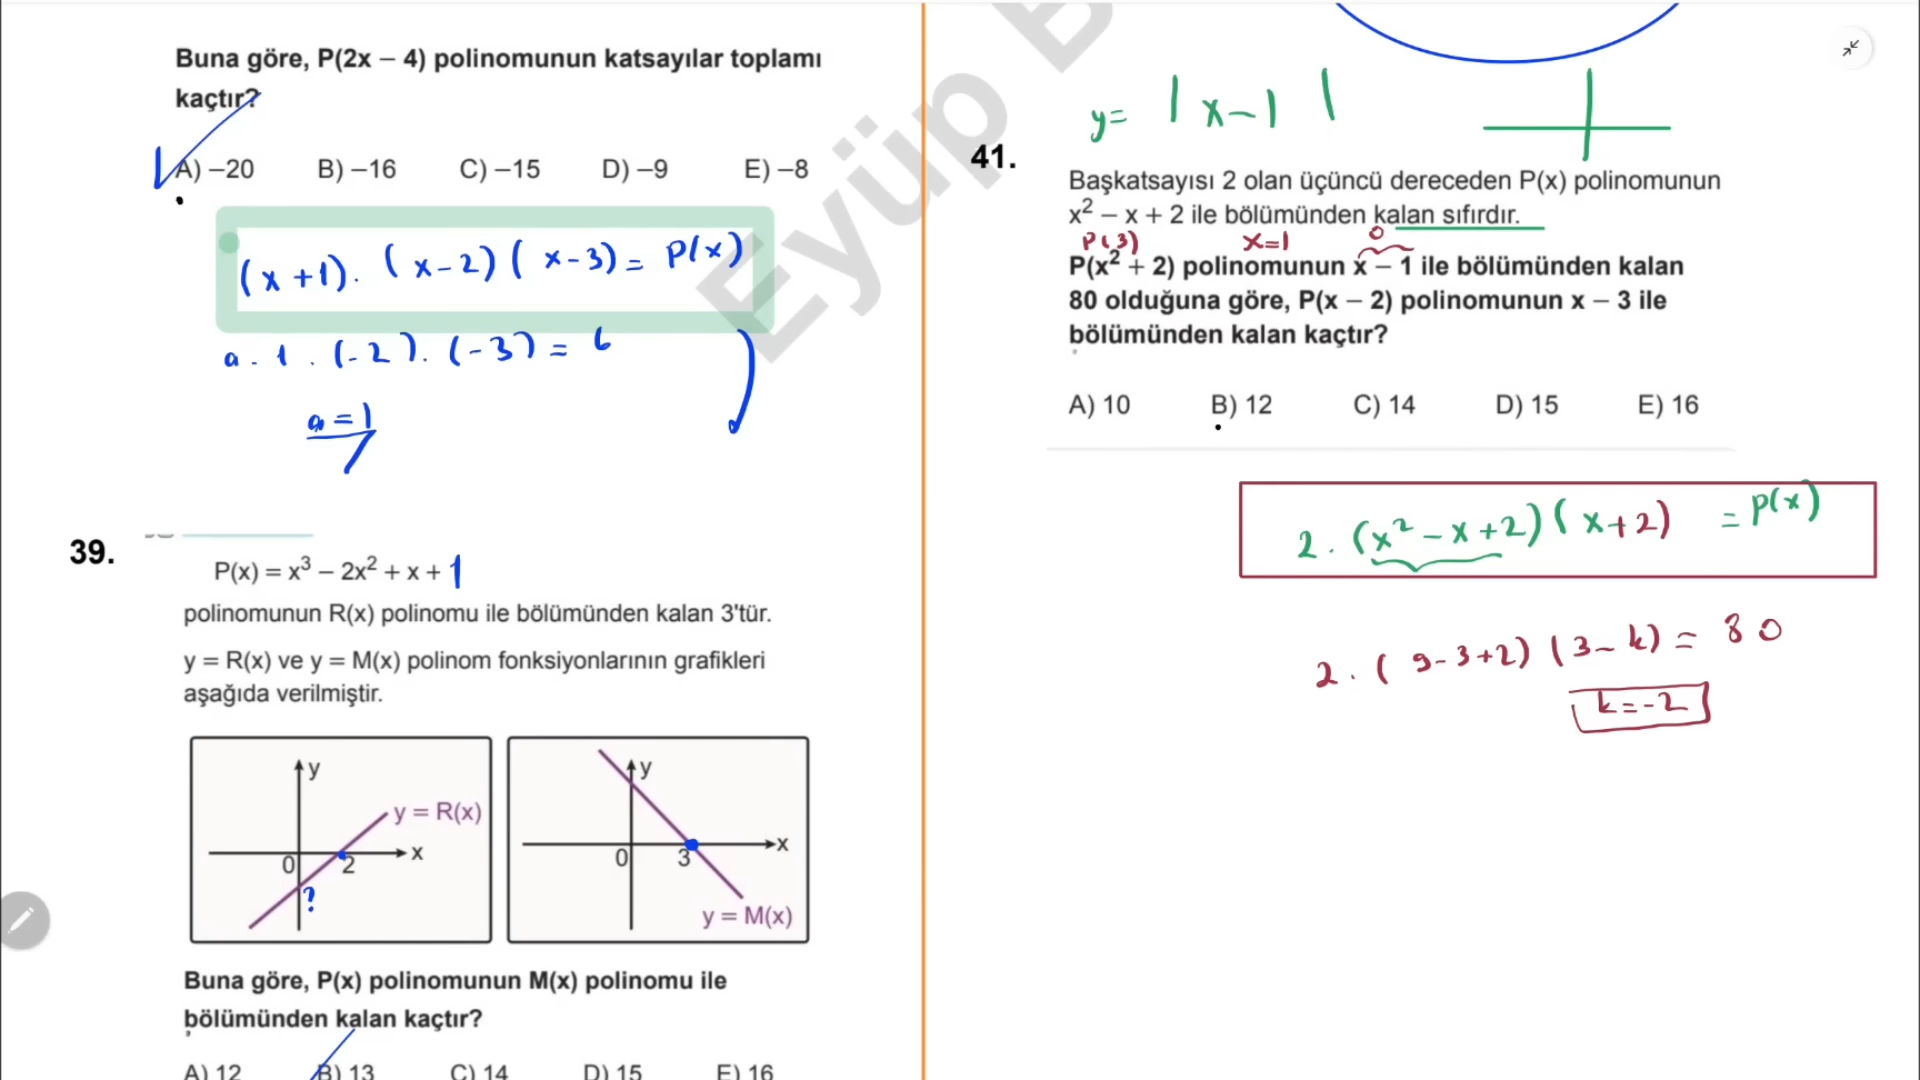 Buna göre, P(2x – 4) polinomunun katsayılar toplamı
kaçtır?
A) –20 B) –16 C) –15 D) –9 E) –8
(x+1). (x-2)(x-3) = P(x)
a . 1 . (-2). (-3) = 6
a = 1
39.
P(x) = x³ – 2x² + x + 1
polinomunun R(x) polinomu ile bölümünden kalan 3'tür.
y = R(x) ve y = M(x) polinom fonksiyonlarının grafikleri
aşağıda verilmiştir.
y
y = R(x)
x
0 2
?
y
x
0 3
y = M(x)
Buna göre, P(x) polinomunun M(x) polinomu ile
bölümünden kalan kaçtır?
A) 12 B) 13 C) 14 D) 15 E) 16
Eyüp B
y = | x-1 |
41.
Başkatsayısı 2 olan üçüncü dereceden P(x) polinomunun
x² – x + 2 ile bölümünden kalan sıfırdır.
P(3) x=1 0
P(x² + 2) polinomunun x – 1 ile bölümünden kalan
80 olduğuna göre, P(x – 2) polinomunun x – 3 ile
bölümünden kalan kaçtır?
A) 10 B) 12 C) 14 D) 15 E) 16
2 . (x² - x +2)(x+2) = P(x)
2 . ( 9-3+2) (3-k) = 80
k = -2